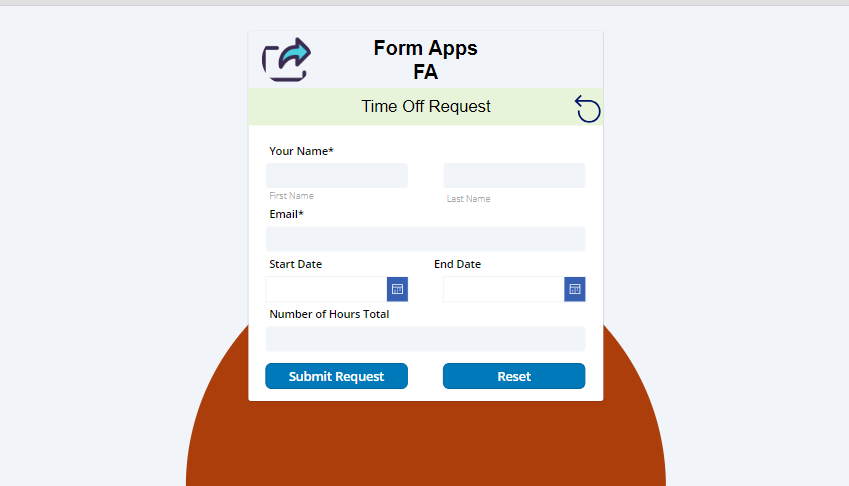 Form Apps
FA
Time Off Request
Your Name*
First Name
Last Name
Email*
Start Date
End Date
Number of Hours Total
Submit Request
Reset